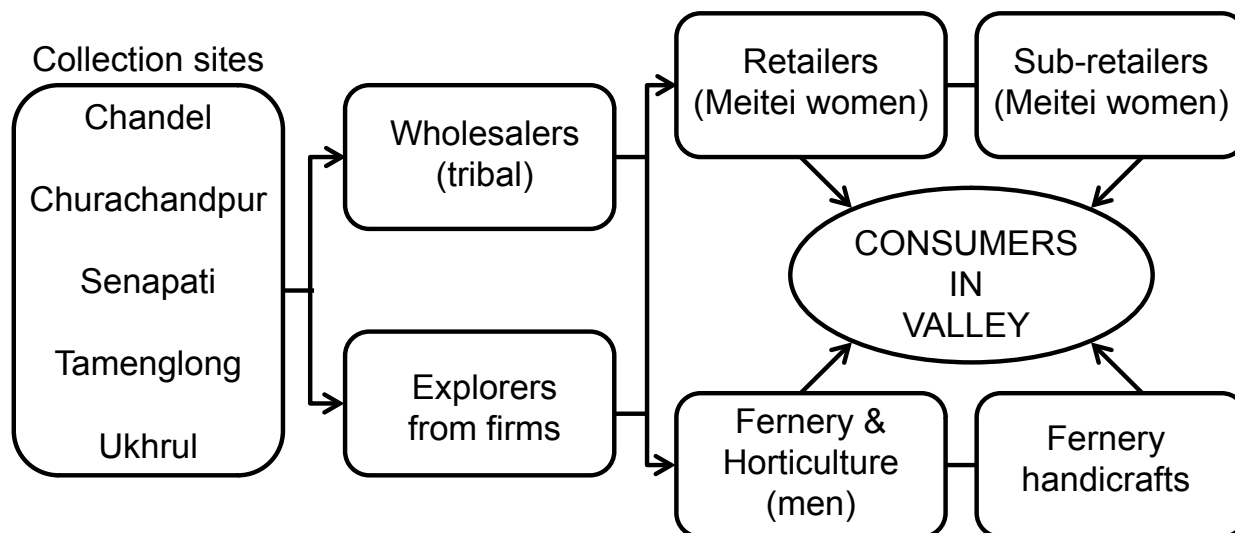 Collection sites
Chandel
Churachandpur
Senapati
Tamenglong
Ukhrul
Wholesalers
(tribal)
Explorers
from firms
Retailers
(Meitei women)
Sub-retailers
(Meitei women)
CONSUMERS
IN
VALLEY
Fernery &
Horticulture
(men)
Fernery
handicrafts